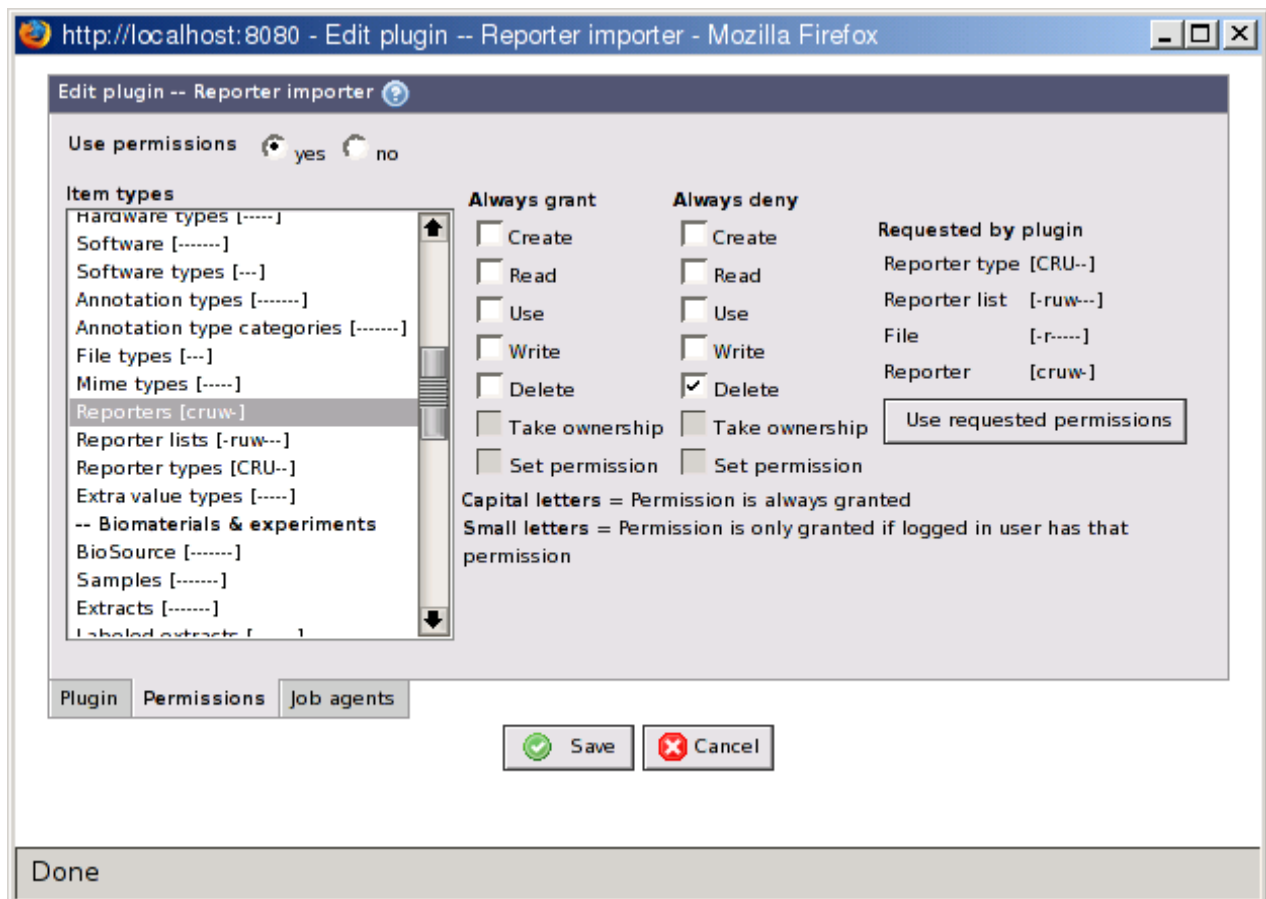 http://localhost:8080 - Edit plugin -- Reporter importer - Mozilla Firefox
Edit plugin -- Reporter importer ?
Use permissions yes no
Item types
Hardware types [-----]
Software [-------]
Software types [---]
Annotation types [-------]
Annotation type categories [-------]
File types [---]
Mime types [-----]
Reporters [cruw-]
Reporter lists [-ruw---]
Reporter types [CRU--]
Extra value types [-----]
-- Biomaterials & experiments
BioSource [-------]
Samples [-------]
Extracts [-------]
Labeled extracts [-------]
Always grant
Create
Read
Use
Write
Delete
Take ownership
Set permission
Always deny
Create
Read
Use
Write
Delete
Take ownership
Set permission
Requested by plugin
Reporter type [CRU--]
Reporter list [-ruw---]
File [-r-----]
Reporter [cruw-]
Use requested permissions
Capital letters = Permission is always granted
Small letters = Permission is only granted if logged in user has that
permission
Plugin Permissions Job agents
Save Cancel
Done